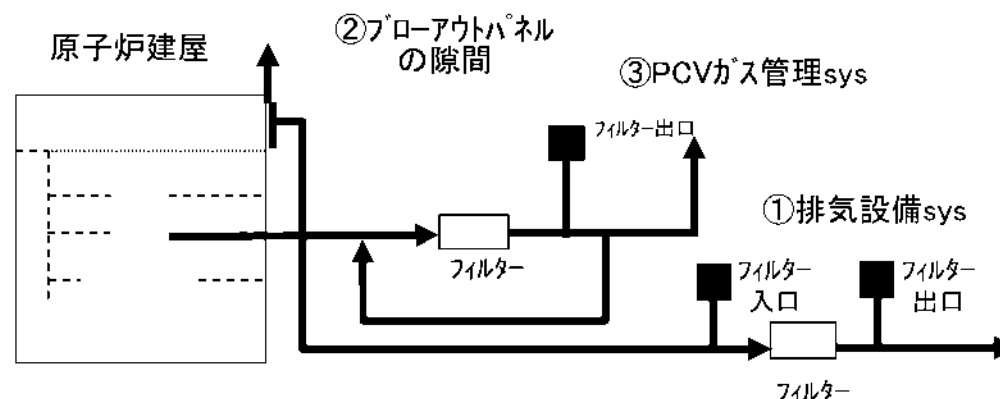 原子炉建屋
②ﾌﾞﾛｰｱｳﾄﾊﾟﾈﾙ
の隙間
③PCVｶﾞｽ管理sys
ﾌｨﾙﾀｰ出口
①排気設備sys
ﾌｨﾙﾀｰ
ﾌｨﾙﾀｰ
入口
ﾌｨﾙﾀｰ
出口
ﾌｨﾙﾀｰ